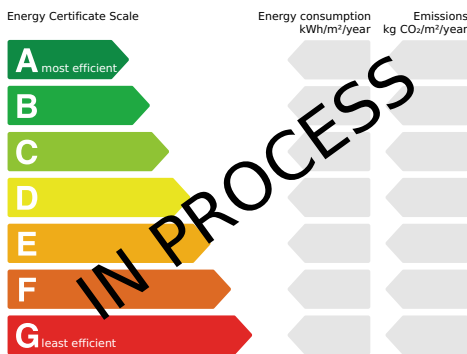 Energy Certificate Scale
Energy consumption
kWh/m²/year
Emissions
kg CO₂/m²/year
A most efficient
B
C
D
E
F
G least efficient
IN PROCESS